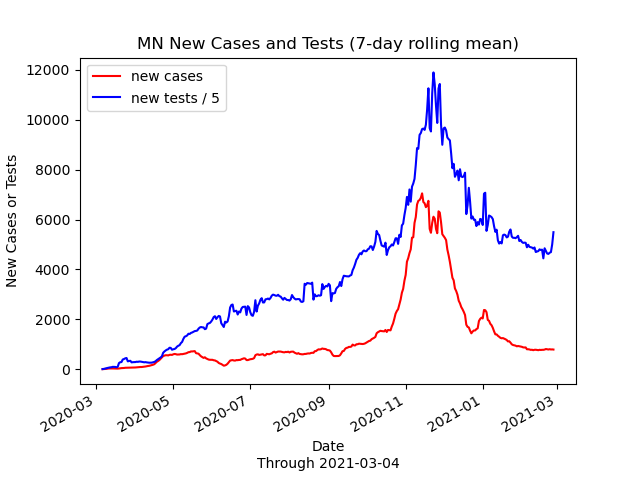 MN New Cases and Tests (7-day rolling mean)
new cases
new tests / 5
12000
10000
8000
6000
4000
2000
0
New Cases or Tests
2020-03
2020-05
2020-07
2020-09
2020-11
2021-01
2021-03
Date
Through 2021-03-04